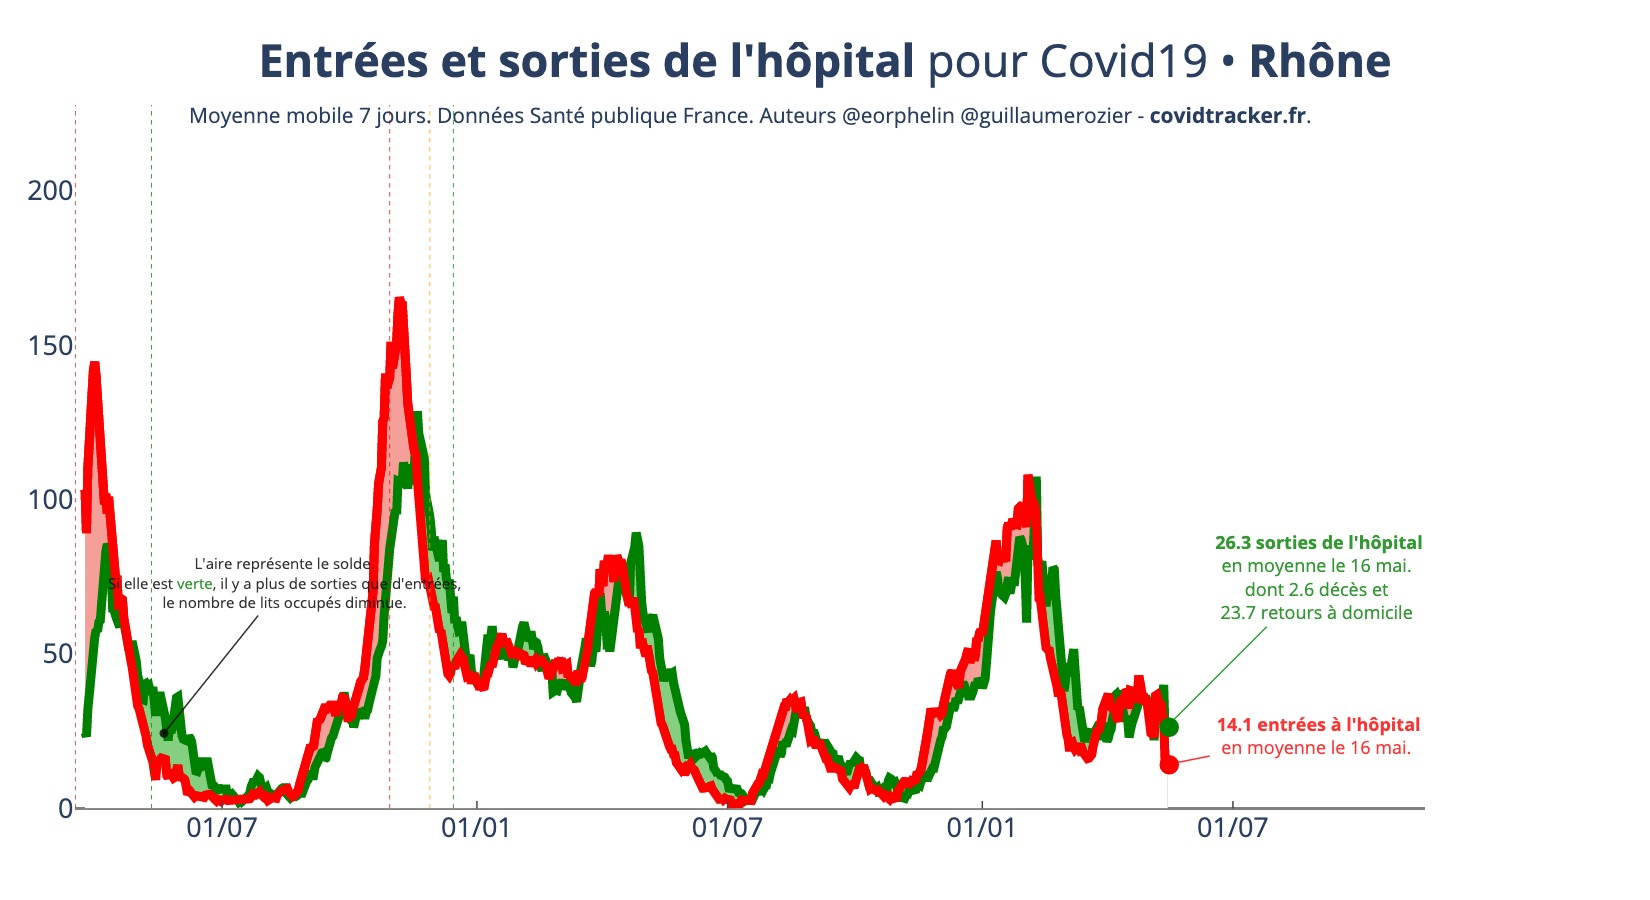 Entrées et sorties de l'hôpital pour Covid19 • Rhône
Moyenne mobile 7 jours. Données Santé publique France. Auteurs @eorphelin @guillaumerozier - covidtracker.fr.
200
150
100
50
0
L'aire représente le solde.
Si elle est verte, il y a plus de sorties que d'entrées,
le nombre de lits occupés diminue.
26.3 sorties de l'hôpital
en moyenne le 16 mai.
dont 2.6 décès et
23.7 retours à domicile
14.1 entrées à l'hôpital
en moyenne le 16 mai.
01/07 01/01 01/07 01/01 01/07